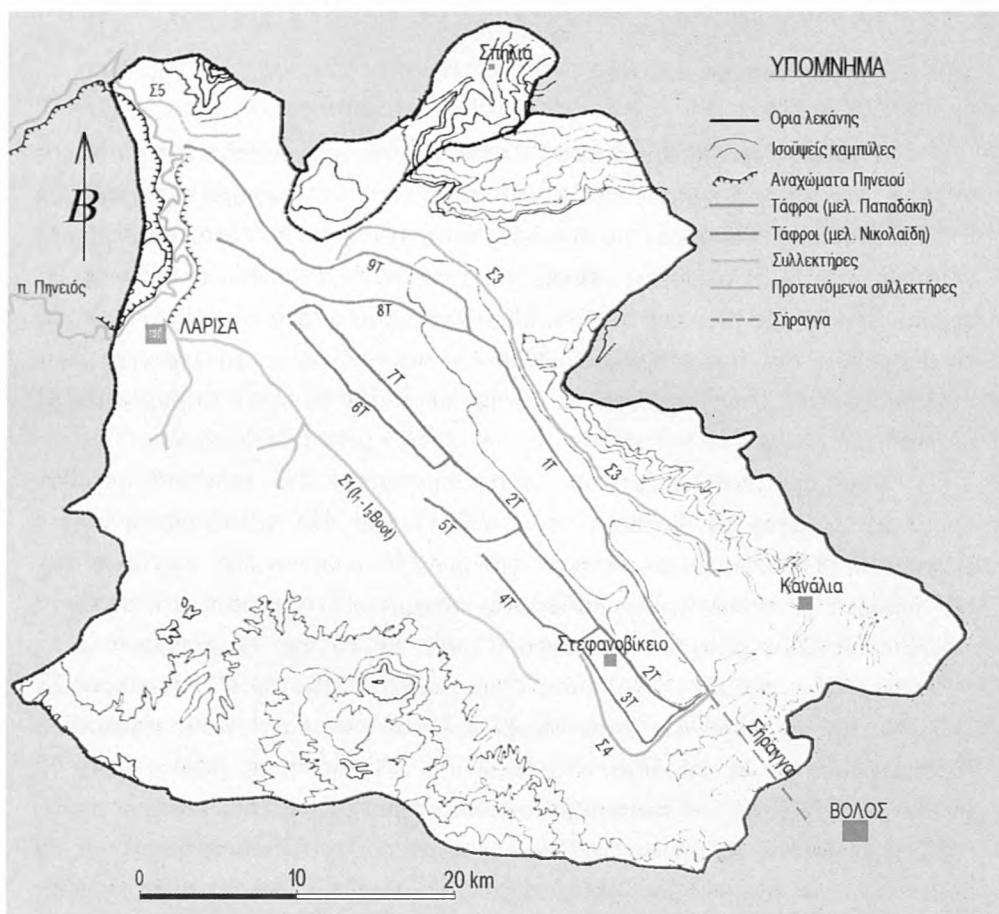 Σπηλιά
ΥΠΟΜΝΗΜΑ
Σ5
Ορια λεκάνης
Ισοϋψείς καμπύλες
Αναχώματα Πηνειού
Τάφροι (μελ. Παπαδάκη)
Τάφροι (μελ. Νικολαΐδη)
Συλλεκτήρες
Προτεινόμενοι συλλεκτήρες
Σήραγγα
Β
π. Πηνειός
ΛΑΡΙΣΑ
9Τ
Σ3
8Τ
7Τ
6Τ
1Τ
Σ3
2Τ
5Τ
4Τ
Κανάλια
Στεφανοβίκειο
2Τ
3Τ
Σ4
Σήραγγα
ΒΟΛΟΣ
0 10 20 km